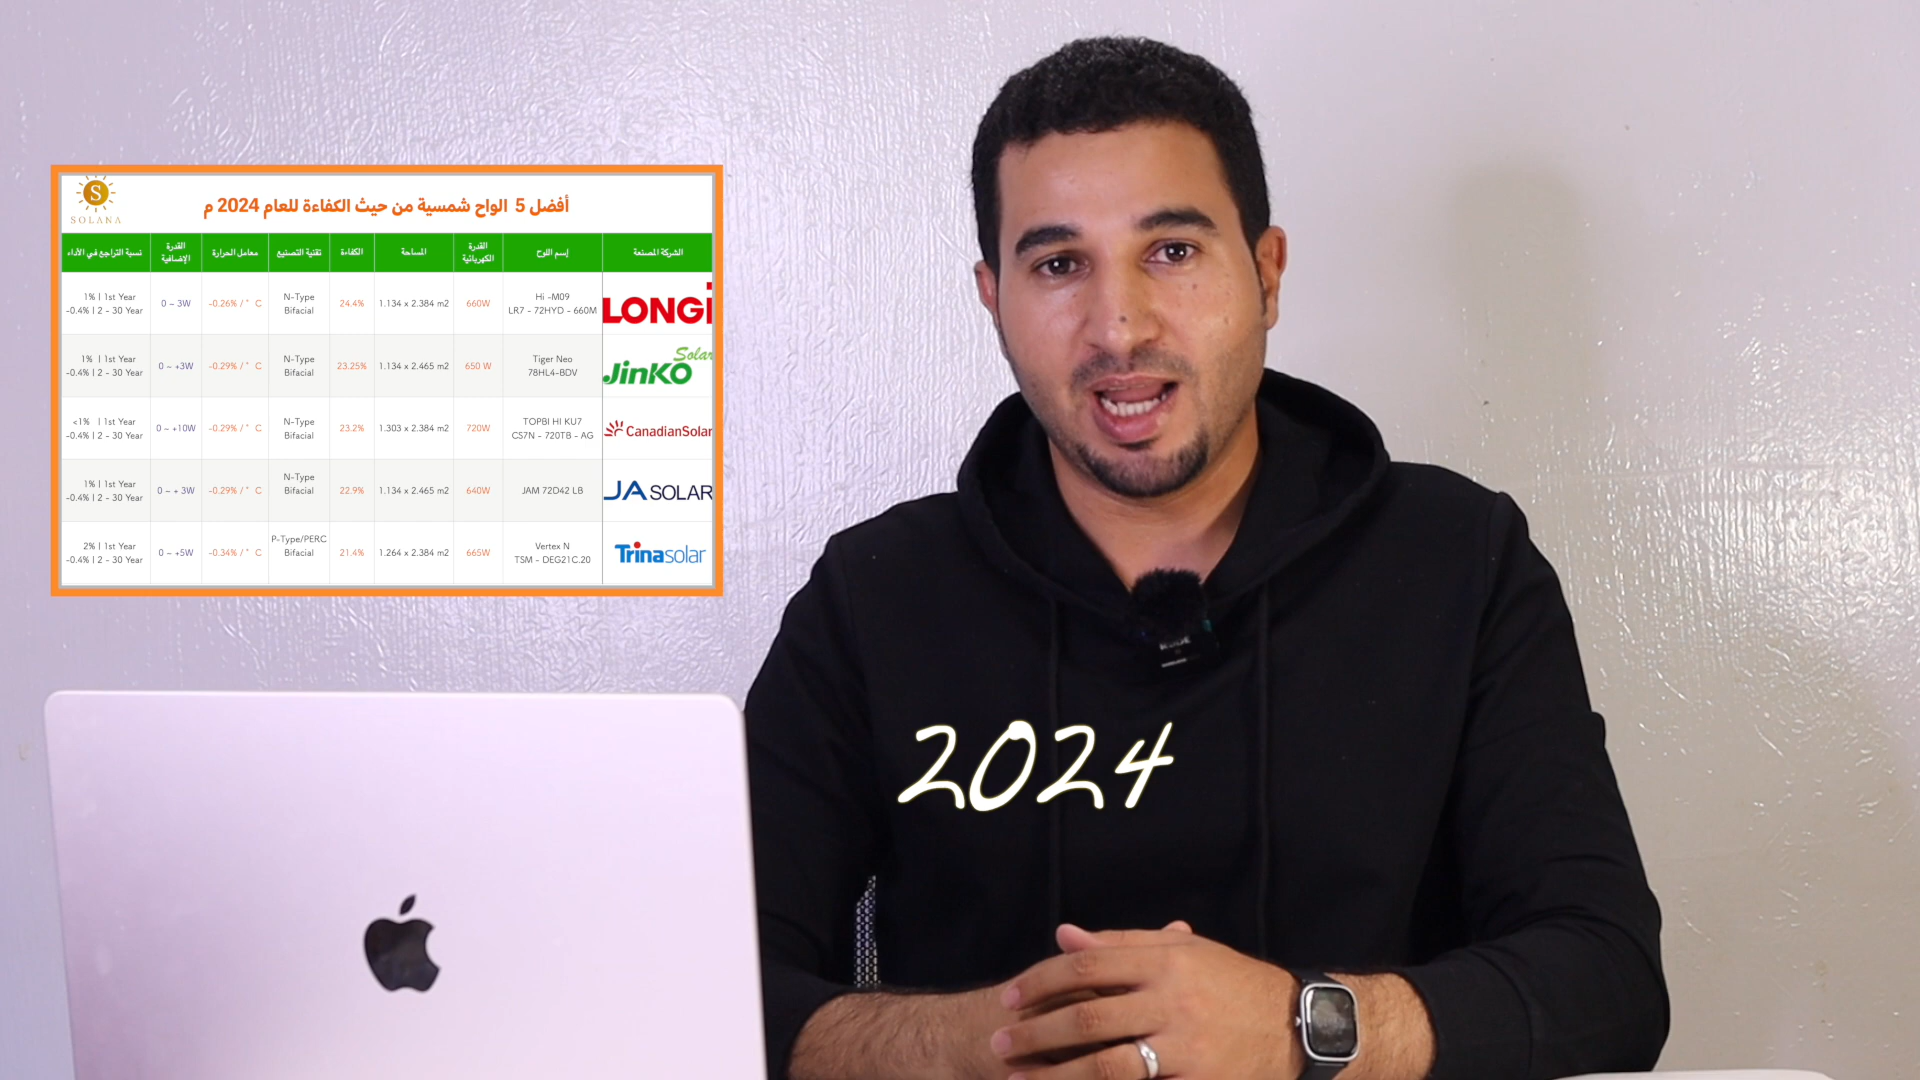 S
SOLANA
أفضل 5 الواح شمسية من حيث الكفاءة للعام 2024 م
الشركة المصنعة
إسم اللوح
القدرة
الكهربائية
المساحة
الكفاءة
تقنية التصنيع
معامل الحرارة
القدرة
الإضافية
نسبة التراجع في الأداء
LONGi
Hi -M09
LR7 - 72HYD - 660M
660W
1.134 x 2.384 m2
24.4%
N-Type
Bifacial
-0.26% / ° C
0 ~ 3W
1% | 1st Year
-0.4% | 2 - 30 Year
JinKO Solar
Tiger Neo
78HL4-BDV
650 W
1.134 x 2.465 m2
23.25%
N-Type
Bifacial
-0.29% / ° C
0 ~ +3W
1% | 1st Year
-0.4% | 2 - 30 Year
CanadianSolar
TOPBI HI KU7
CS7N - 720TB - AG
720W
1.303 x 2.384 m2
23.2%
N-Type
Bifacial
-0.29% / ° C
0 ~ +10W
<1% | 1st Year
-0.4% | 2 - 30 Year
JA SOLAR
JAM 72D42 LB
640W
1.134 x 2.465 m2
22.9%
N-Type
Bifacial
-0.29% / ° C
0 ~ + 3W
1% | 1st Year
-0.4% | 2 - 30 Year
Trinasolar
Vertex N
TSM - DEG21C.20
665W
1.264 x 2.384 m2
21.4%
P-Type/PERC
Bifacial
-0.34% / ° C
0 ~ +5W
2% | 1st Year
-0.4% | 2 - 30 Year
RODE
2024